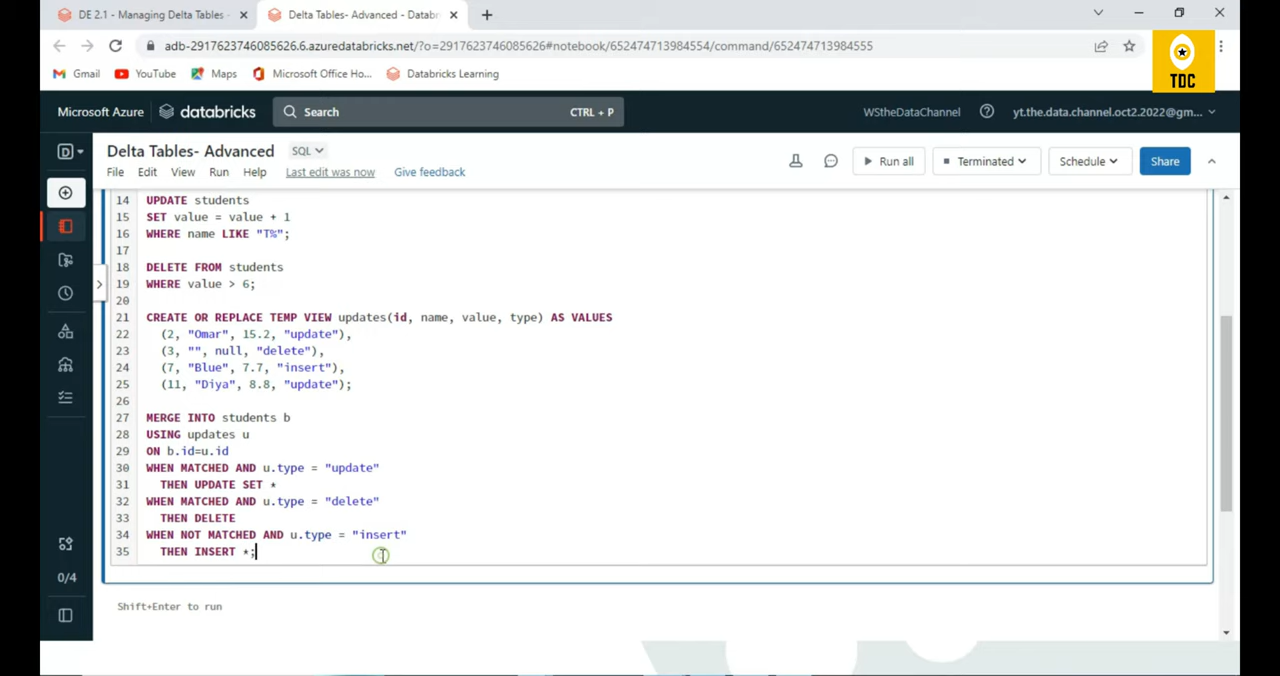 DE 2.1 - Managing Delta Tables -
Delta Tables- Advanced - Databr
adb-2917623746085626.6.azuredatabricks.net/?o=2917623746085626#notebook/652474713984554/command/652474713984555
Gmail YouTube Maps Microsoft Office Ho... Databricks Learning
TDC
Microsoft Azure databricks Search CTRL + P WStheDataChannel yt.the.data.channel.oct2.2022@gm...
D
Delta Tables- Advanced SQL
Run all Terminated Schedule Share
File Edit View Run Help Last edit was now Give feedback
14 UPDATE students
15 SET value = value + 1
16 WHERE name LIKE "T%";
17
18 DELETE FROM students
19 WHERE value > 6;
20
21 CREATE OR REPLACE TEMP VIEW updates(id, name, value, type) AS VALUES
22 (2, "Omar", 15.2, "update"),
23 (3, "", null, "delete"),
24 (7, "Blue", 7.7, "insert"),
25 (11, "Diya", 8.8, "update");
26
27 MERGE INTO students b
28 USING updates u
29 ON b.id=u.id
30 WHEN MATCHED AND u.type = "update"
31 THEN UPDATE SET *
32 WHEN MATCHED AND u.type = "delete"
33 THEN DELETE
34 WHEN NOT MATCHED AND u.type = "insert"
35 THEN INSERT *;
0/4
Shift+Enter to run